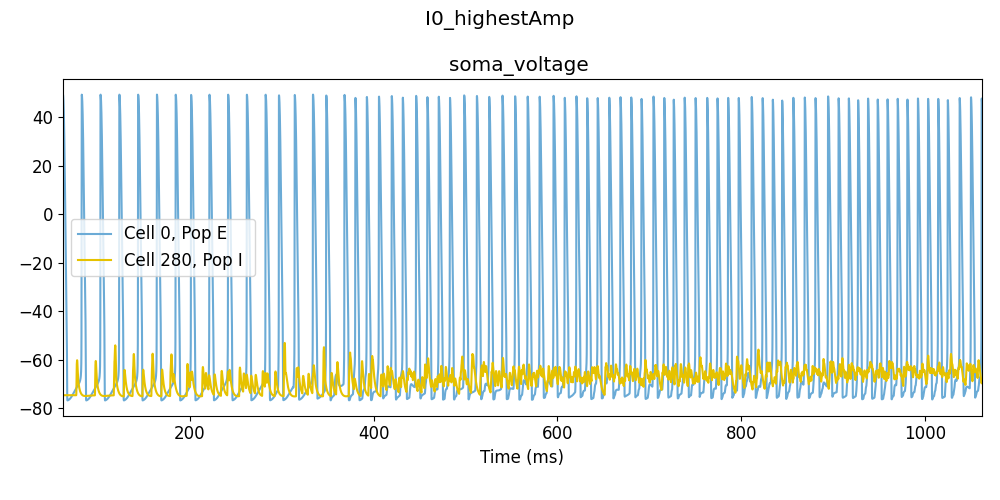 I0_highestAmp
soma_voltage
40
20
0
−20
−40
−60
−80
Cell 0, Pop E
Cell 280, Pop I
200 400 600 800 1000
Time (ms)